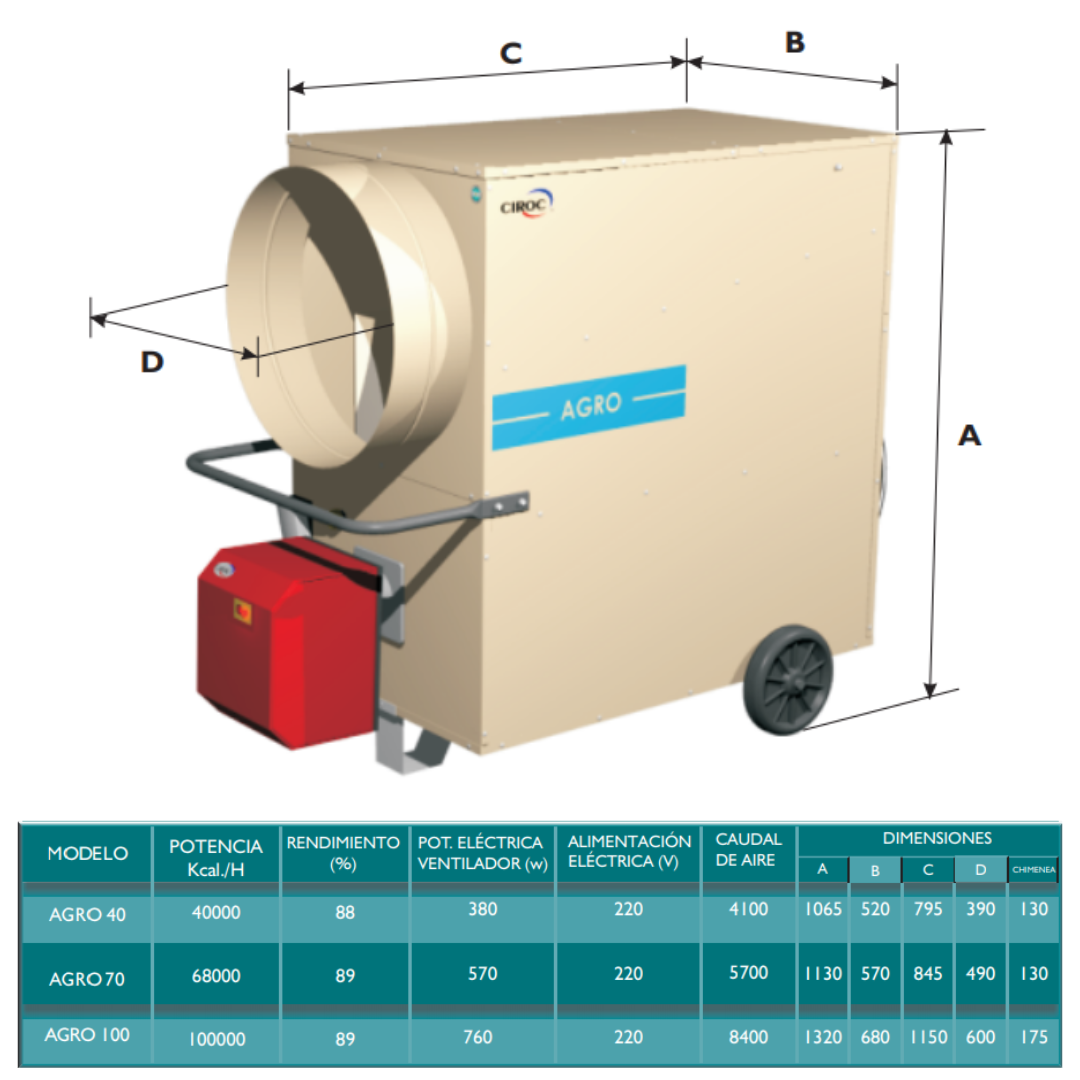 C
B
CIROC
AGRO
D
A
MODELO POTENCIA Kcal./H RENDIMIENTO (%) POT. ELÉCTRICA VENTILADOR (w) ALIMENTACIÓN ELÉCTRICA (V) CAUDAL DE AIRE DIMENSIONES
A B C D CHIMENEA
AGRO 40 40000 88 380 220 4100 1065 520 795 390 130
AGRO 70 68000 89 570 220 5700 1130 570 845 490 130
AGRO 100 100000 89 760 220 8400 1320 680 1150 600 175